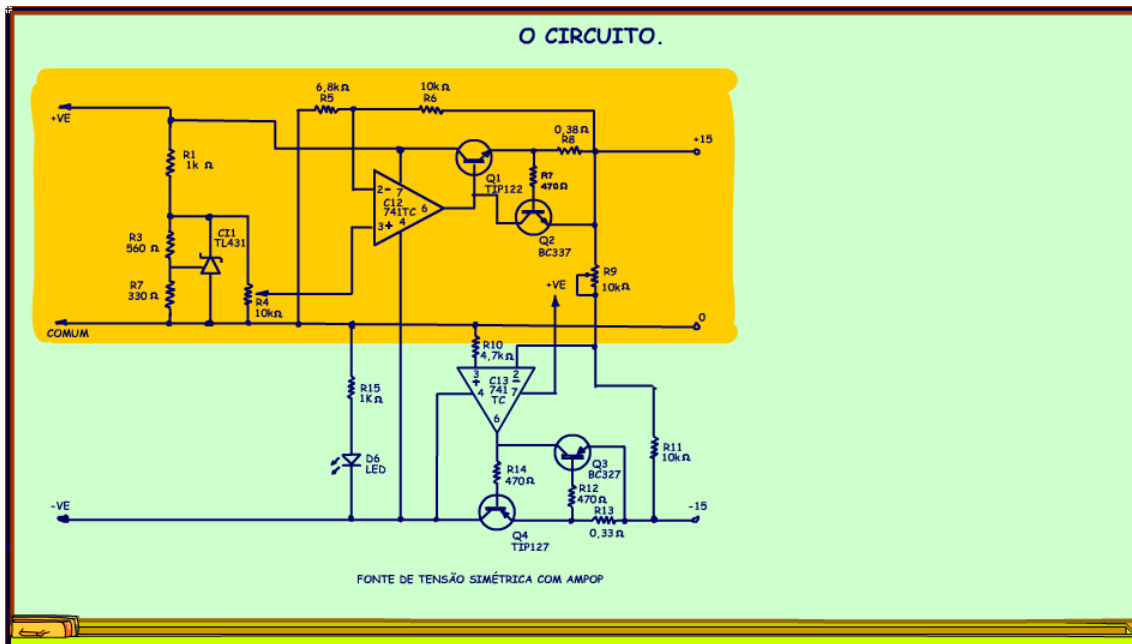 O CIRCUITO.
6,8kΩ
R5
10kΩ
R6
+VE
0,38Ω
R8
+15
R1
1k Ω
2 - 7
C12
741TC
6
3 + 4
Q1
TIP122
R7
470Ω
Q2
BC337
CI1
TL431
R3
560 Ω
R7
330Ω
R4
10kΩ
+VE
R9
10kΩ
COMUM
0
R10
4,7kΩ
3
+
2
-
4
C13
741
TC
7
6
R15
1KΩ
D6
LED
R14
470Ω
Q3
BC327
R12
470Ω
R11
10kΩ
-VE
R13
0,33Ω
-15
Q4
TIP127
FONTE DE TENSÃO SIMÉTRICA COM AMPOP